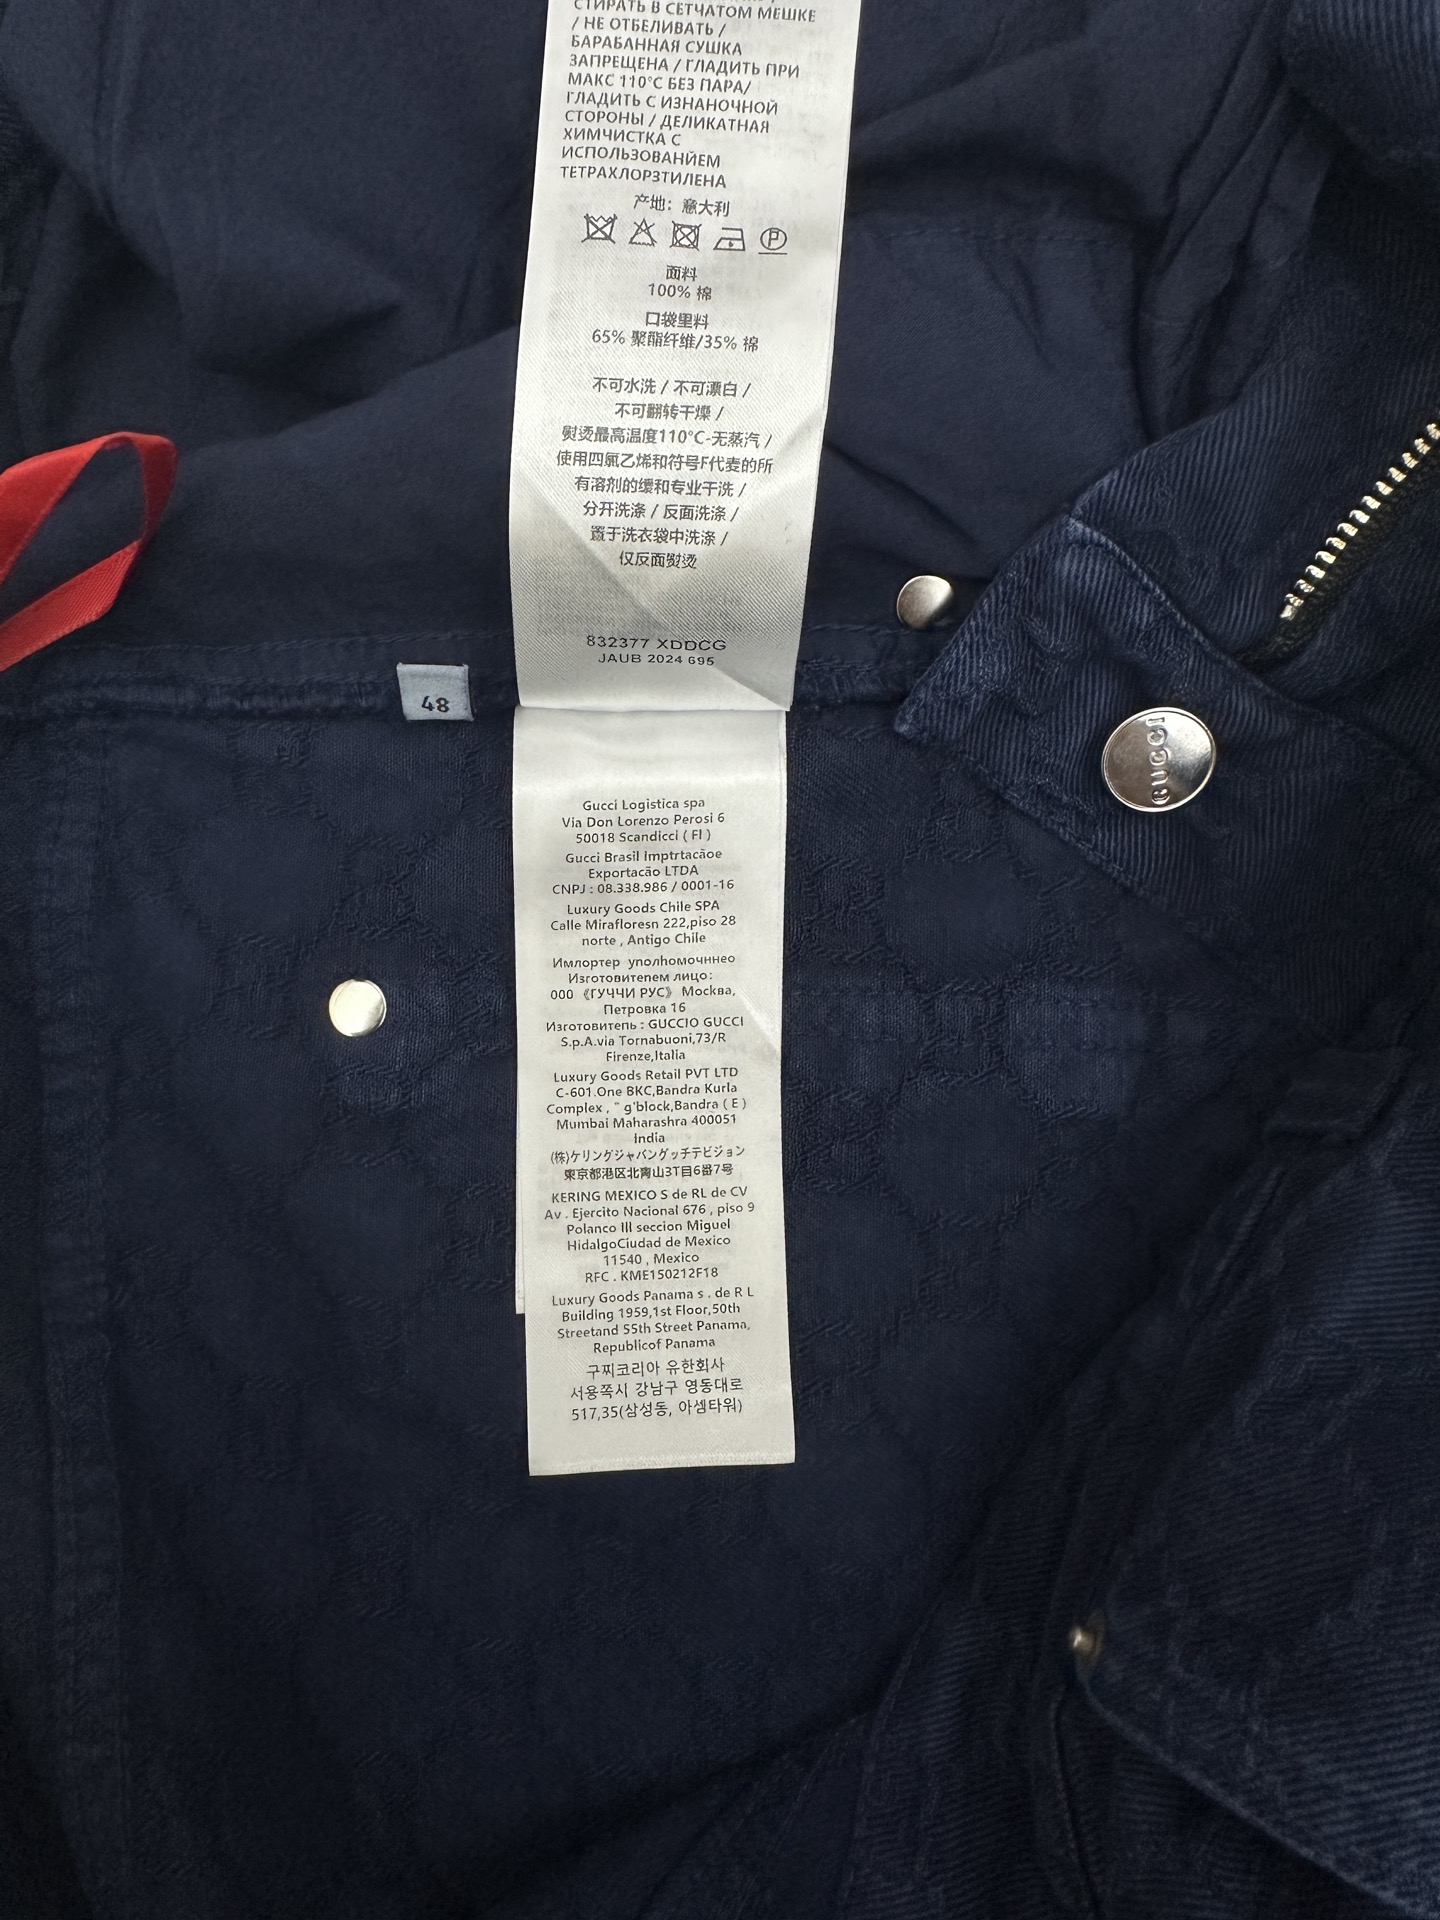 СТИРАТЬ В СЕТЧАТОМ МЕШКЕ
/ НЕ ОТБЕЛИВАТЬ /
БАРАБАННАЯ СУШКА
ЗАПРЕЩЕНА / ГЛАДИТЬ ПРИ
МАКС 110°C БЕЗ ПАРА/
ГЛАДИТЬ С ИЗНАНОЧНОЙ
СТОРОНЫ / ДЕЛИКАТНАЯ
ХИМЧИСТКА С
ИСПОЛЬЗОВАНЙЕМ
ТЕТРАХЛОРЗТИЛЕНА
产地：意大利
P
面料
100% 棉
口袋里料
65% 聚酯纤维/35% 棉
不可水洗 / 不可漂白 /
不可翻转干燥 /
熨烫最高温度110°C-无蒸汽 /
使用四氯乙烯和符号F代麦的所
有溶剂的缓和专业干洗 /
分开洗涤 / 反面洗涤 /
置于洗衣袋中洗涤 /
仅反面熨烫
832377 XDDCG
JAUB 2024 695
48
GUCCI
Gucci Logistica spa
Via Don Lorenzo Perosi 6
50018 Scandicci ( FI )
Gucci Brasil Imptrtacãoe
Exportacão LTDA
CNPJ : 08.338.986 / 0001-16
Luxury Goods Chile SPA
Calle Mirafloresn 222,piso 28
norte , Antigo Chile
Имлортер уполhомочннео
Изготовитепем лицо:
000 《ГУЧЧИ РУС》 Москва,
Петровка 16
Изготовитепь : GUCCIO GUCCI
S.p.A.via Tornabuoni,73/R
Firenze,Italia
Luxury Goods Retail PVT LTD
C-601.One BKC,Bandra Kurla
Complex , " g'block,Bandra ( E )
Mumbai Maharashra 400051
India
(株)ケリングジャパングッチテビジョン
東京都港区北青山3T目6番7号
KERING MEXICO S de RL de CV
Av . Ejercito Nacional 676 , piso 9
Polanco III seccion Miguel
HidalgoCiudad de Mexico
11540 , Mexico
RFC . KME150212F18
Luxury Goods Panama s . de R L
Building 1959,1st Floor,50th
Streetand 55th Street Panama,
Republicof Panama
구찌코리아 유한회사
서용쪽시 강남구 영동대로
517,35(삼성동, 아셈타워)